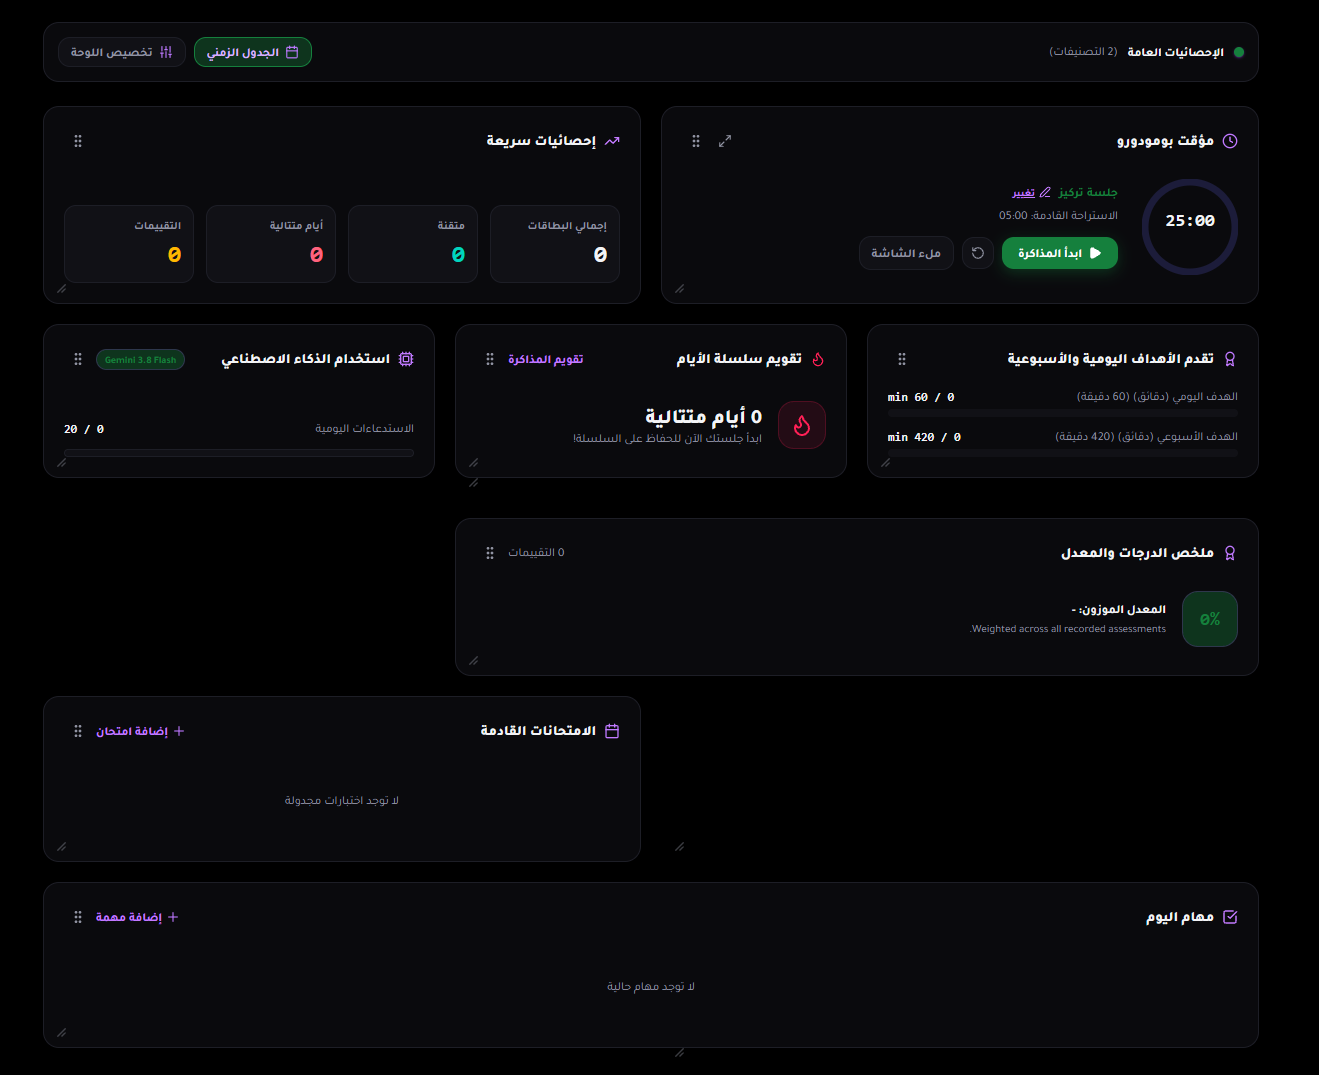 الإحصائيات العامة (2 التصنيفات)
الجدول الزمني
تخصيص اللوحة
مؤقت بومودورو
25:00
جلسة تركيز تغيير
الاستراحة القادمة: 05:00
ابدأ المذاكرة
ملء الشاشة
إحصائيات سريعة
إجمالي البطاقات
0
متقنة
0
أيام متتالية
0
التقييمات
0
تقدم الأهداف اليومية والأسبوعية
الهدف اليومي (دقائق) (60 دقيقة)
0 / 60 min
الهدف الأسبوعي (دقائق) (420 دقيقة)
0 / 420 min
تقويم سلسلة الأيام
تقويم المذاكرة
0 أيام متتالية
ابدأ جلستك الآن للحفاظ على السلسلة!
استخدام الذكاء الاصطناعي
Gemini 3.8 Flash
الاستدعاءات اليومية
0 / 20
ملخص الدرجات والمعدل
0 التقييمات
0%
المعدل الموزون: -
Weighted across all recorded assessments.
الامتحانات القادمة
إضافة امتحان
لا توجد اختبارات مجدولة
مهام اليوم
إضافة مهمة
لا توجد مهام حالية